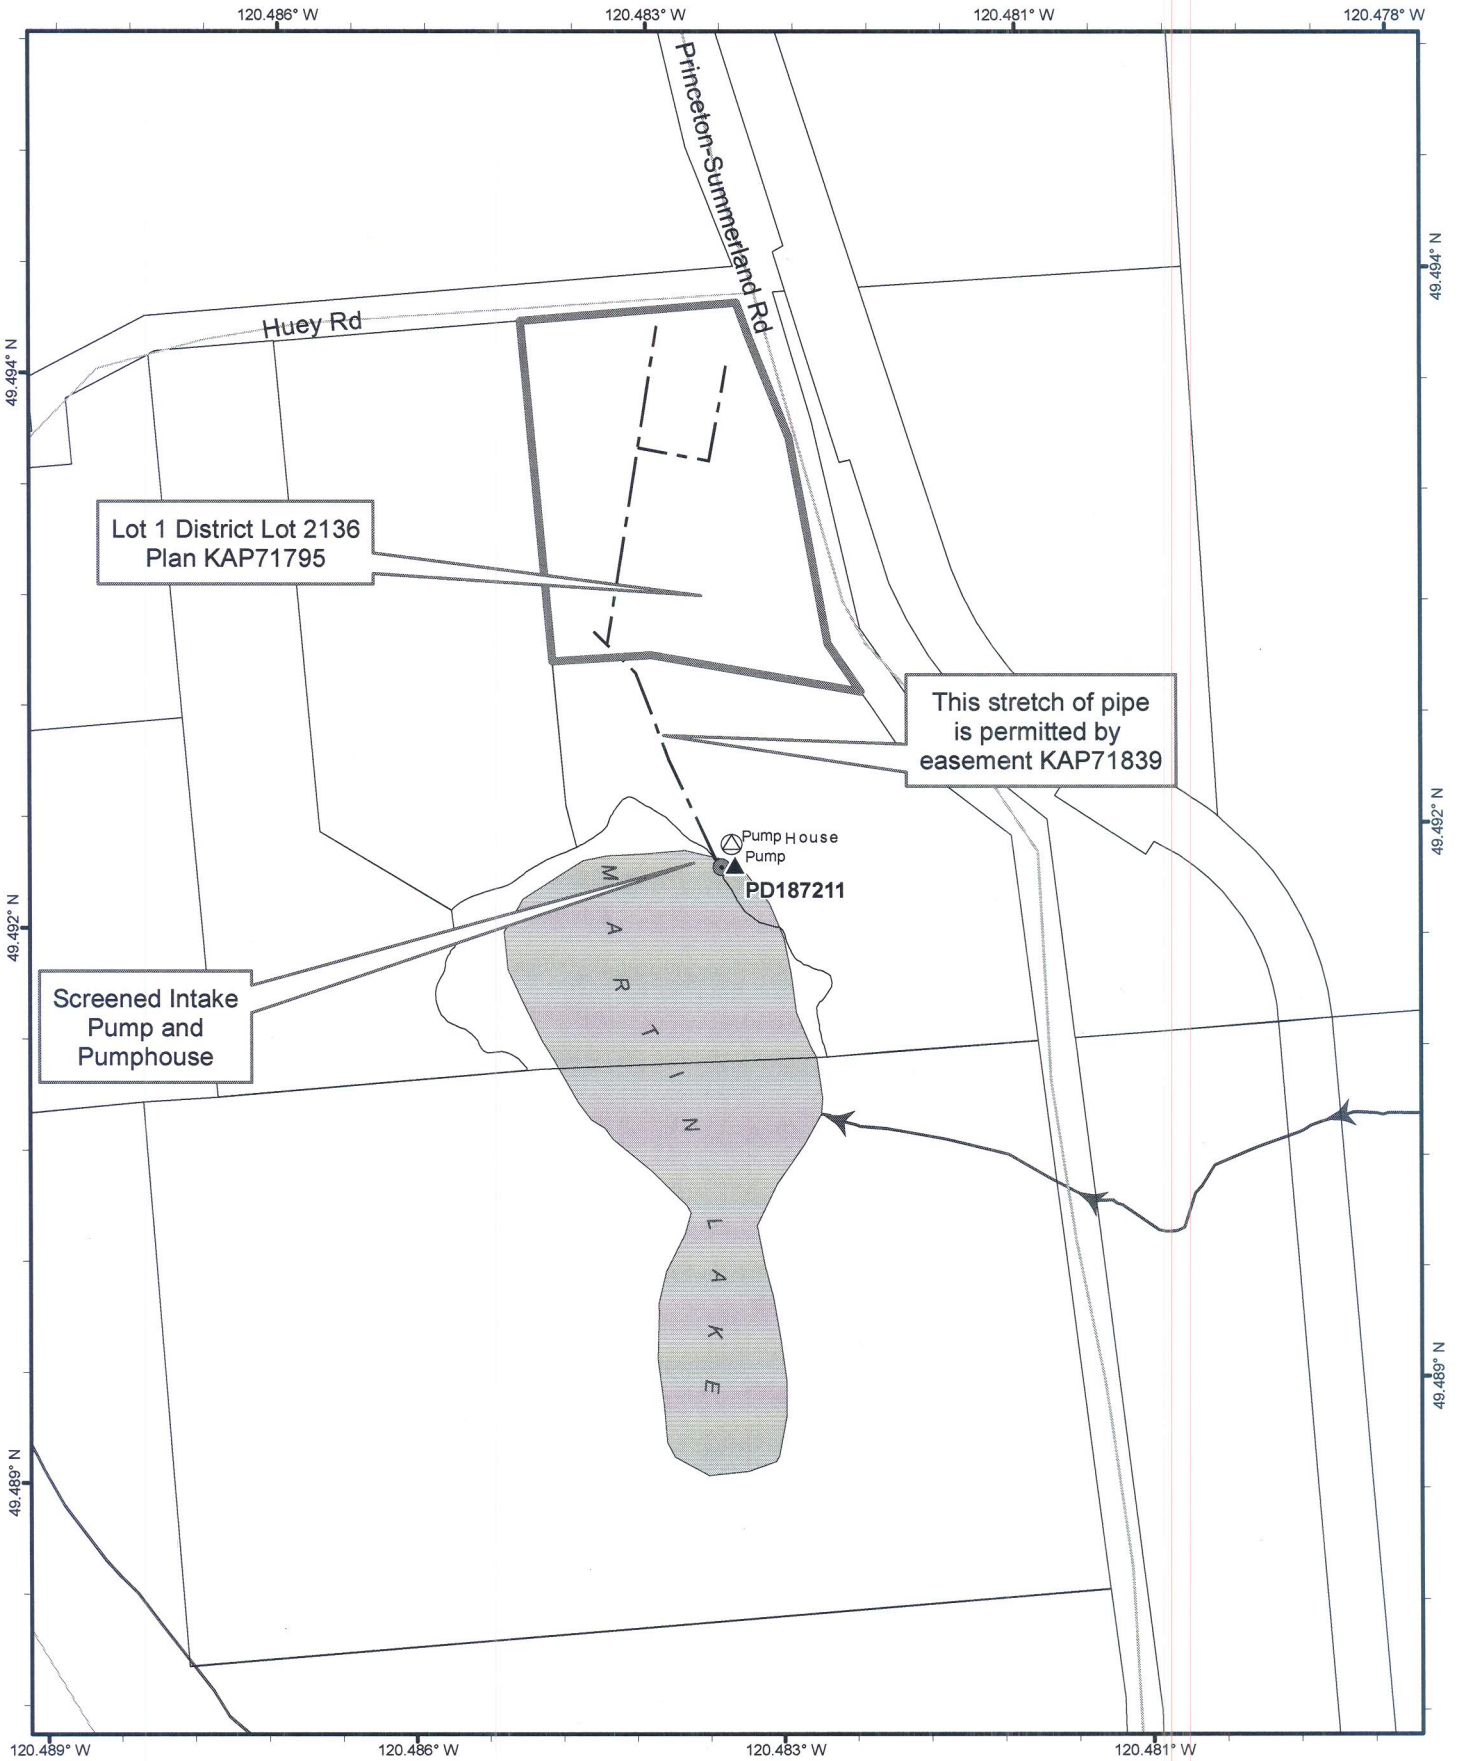 120.486° W
120.483° W
120.481° W
120.478° W
Princeton-Summerland Rd
49.494° N
Huey Rd
49.494° N
Lot 1 District Lot 2136
Plan KAP71795
This stretch of pipe
is permitted by
easement KAP71839
49.492° N
Pump House
Pump
PD187211
MARTIN LAKE
49.492° N
Screened Intake
Pump and
Pumphouse
49.489° N
49.489° N
120.489° W
120.486° W
120.483° W
120.481° W